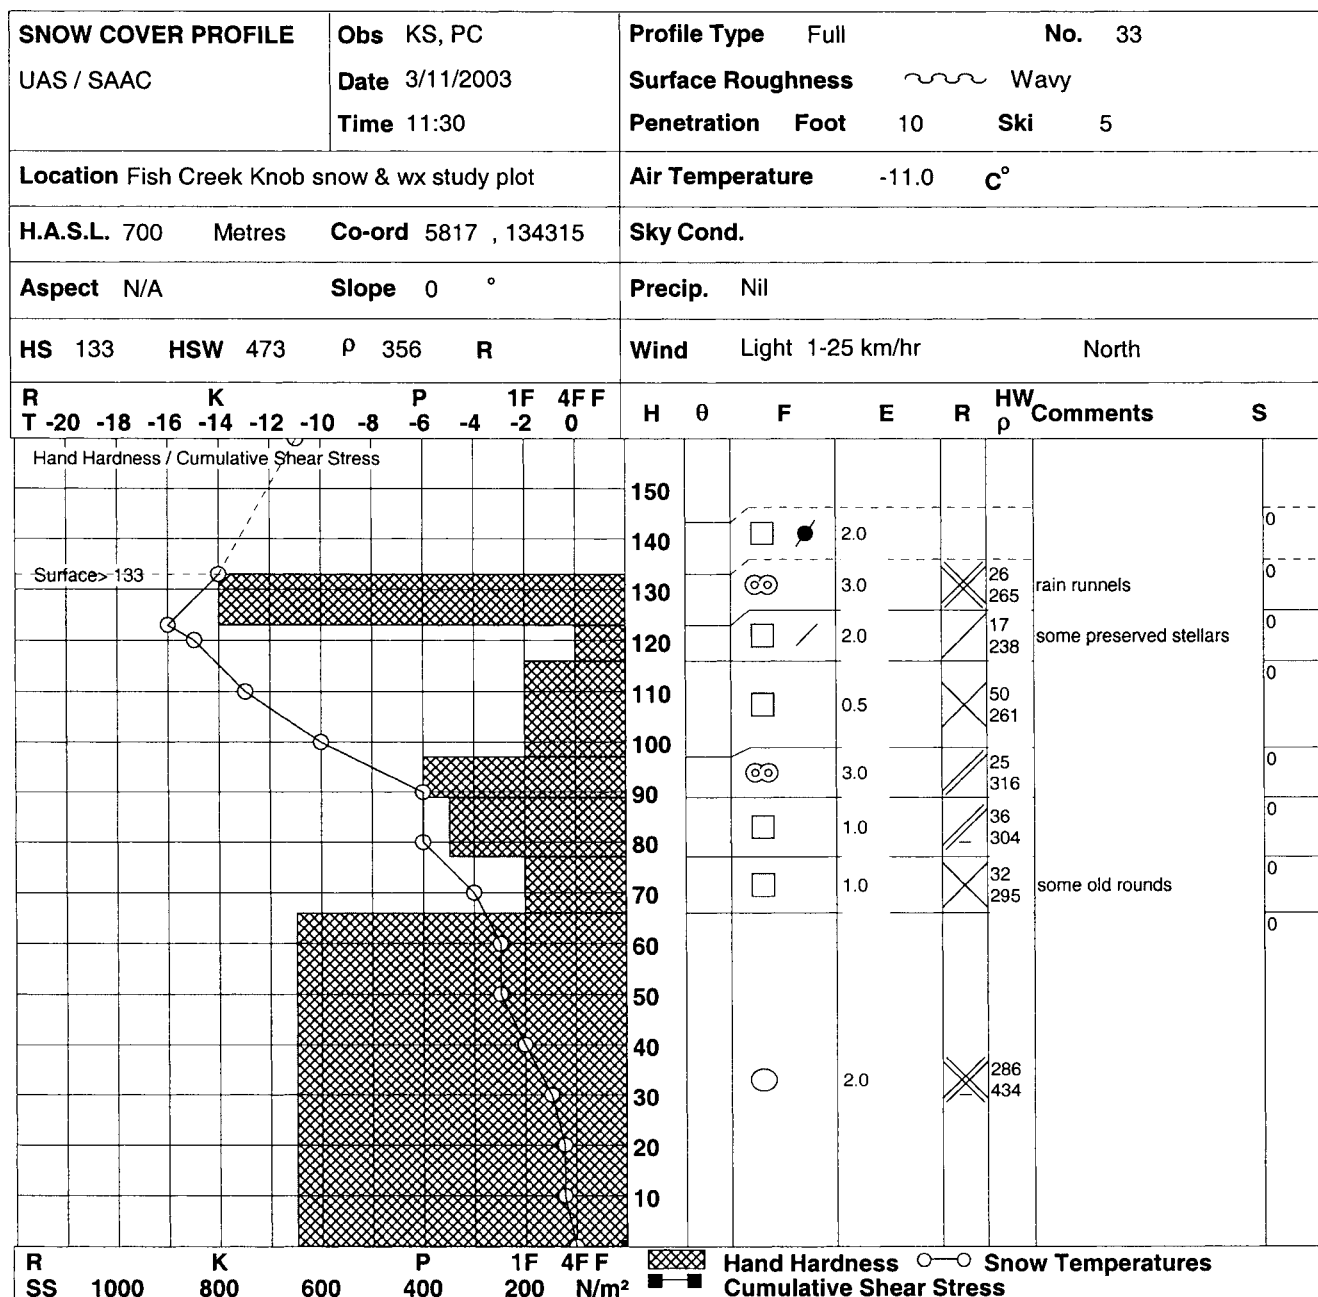 SNOW COVER PROFILE
UAS / SAAC
Obs KS, PC
Date 3/11/2003
Time 11:30
Profile Type Full No. 33
Surface Roughness Wavy
Penetration Foot 10 Ski 5
Location Fish Creek Knob snow & wx study plot
Air Temperature -11.0 C°
H.A.S.L. 700 Metres Co-ord 5817 , 134315
Sky Cond.
Aspect N/A Slope 0 °
Precip. Nil
HS 133 HSW 473 ρ 356 R
Wind Light 1-25 km/hr North
R K P 1F 4F F
T -20 -18 -16 -14 -12 -10 -8 -6 -4 -2 0
H θ F E R HW ρ Comments S
Hand Hardness / Cumulative Shear Stress
150
140
2.0 0
Surface> 133
130
3.0 26 265 rain runnels 0
120
2.0 17 238 some preserved stellars 0
110
0.5 50 261 0
100
3.0 25 316 0
90
1.0 36 304 0
80
70
1.0 32 295 some old rounds 0
0
60
50
40
30
2.0 286 434
20
10
R K P 1F 4F F
SS 1000 800 600 400 200 N/m²
Hand Hardness Snow Temperatures
Cumulative Shear Stress